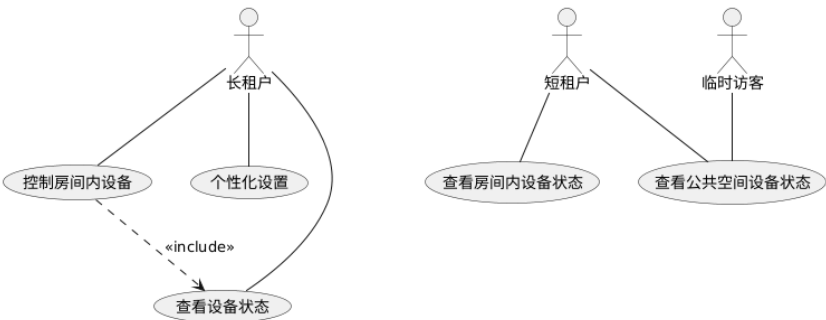 长租户
短租户
临时访客
控制房间内设备
个性化设置
查看房间内设备状态
查看公共空间设备状态
«include»
查看设备状态